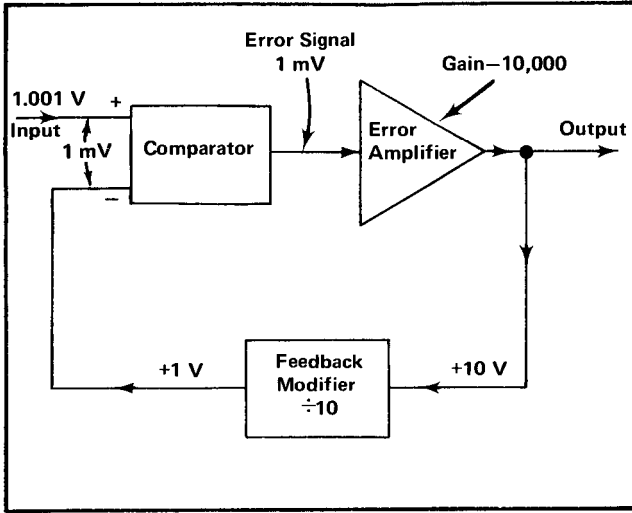 Error Signal
1 mV
Gain–10,000
1.001 V
+
Input
1 mV
–
Comparator
Error
Amplifier
Output
+1 V
Feedback
Modifier
÷10
+10 V